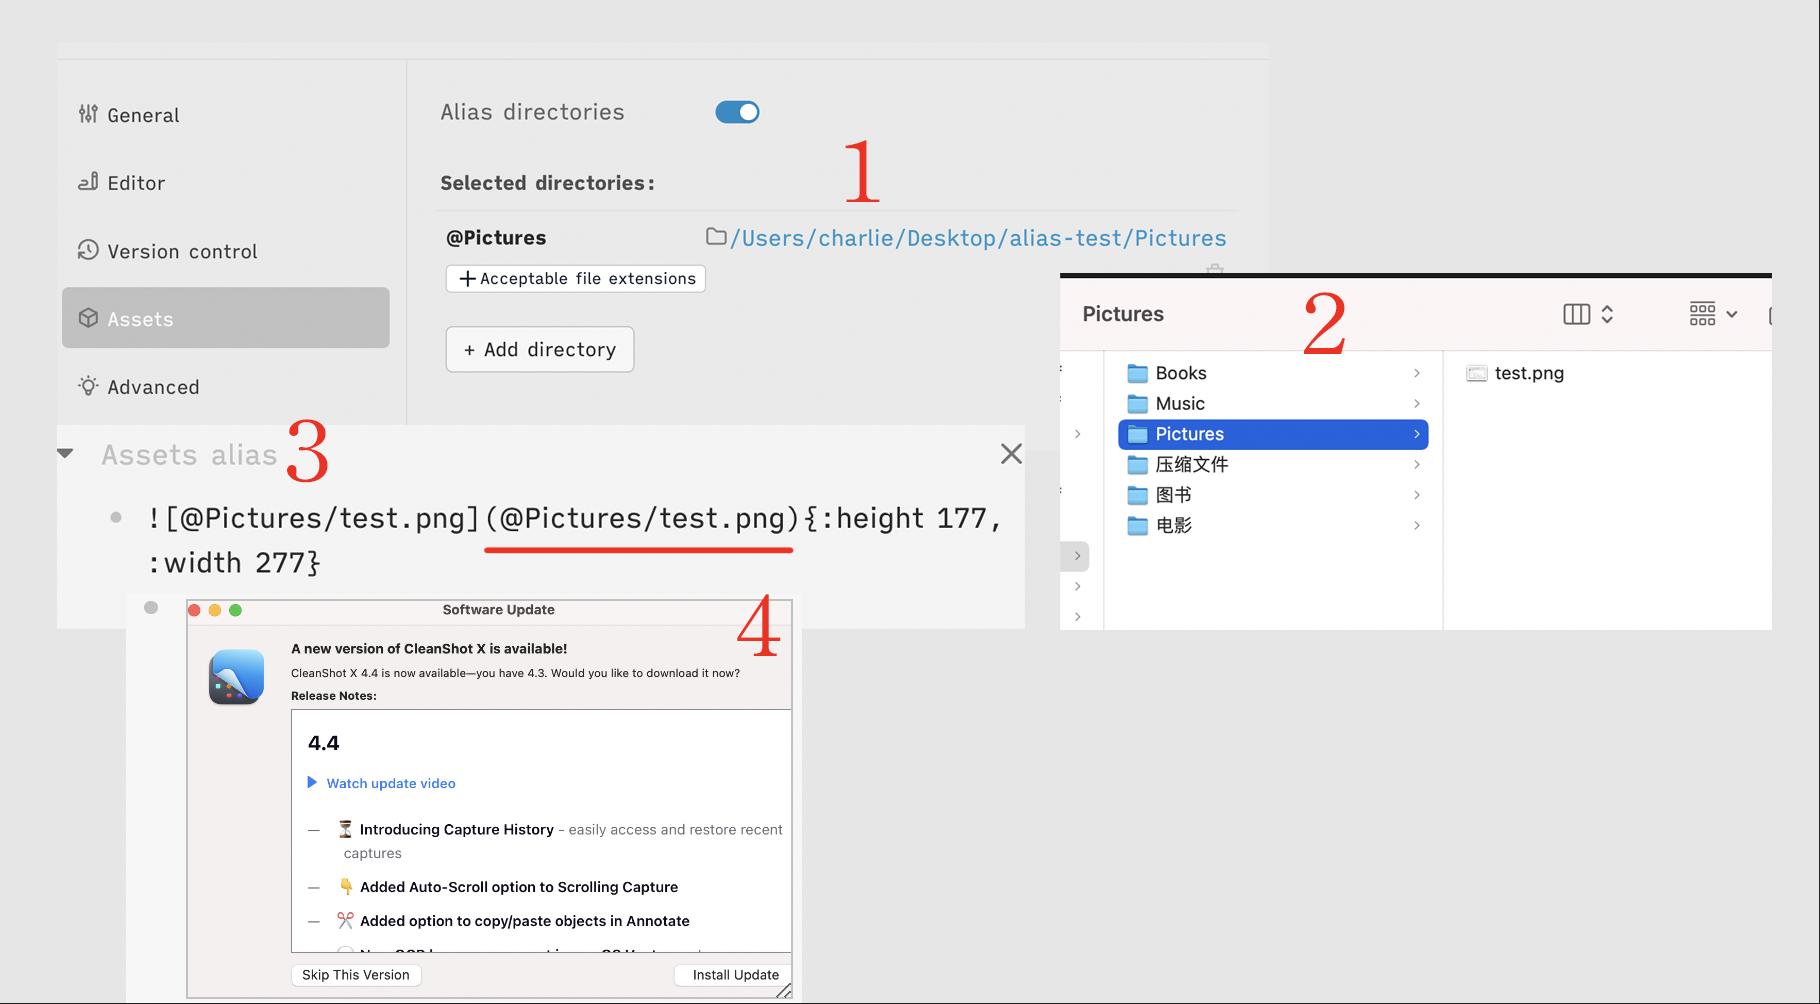 General
Editor
Version control
Assets
Advanced
Alias directories
Selected directories:
1
@Pictures
/Users/charlie/Desktop/alias-test/Pictures
+ Acceptable file extensions
+ Add directory
Pictures
2
Books
Music
Pictures
压缩文件
图书
电影
test.png
Assets alias
3
![@Pictures/test.png](@Pictures/test.png){:height 177,
:width 277}
Software Update
4
A new version of CleanShot X is available!
CleanShot X 4.4 is now available—you have 4.3. Would you like to download it now?
Release Notes:
4.4
Watch update video
— ⏳ Introducing Capture History - easily access and restore recent
captures
— 👇 Added Auto-Scroll option to Scrolling Capture
— ✂️ Added option to copy/paste objects in Annotate
Skip This Version
Install Update